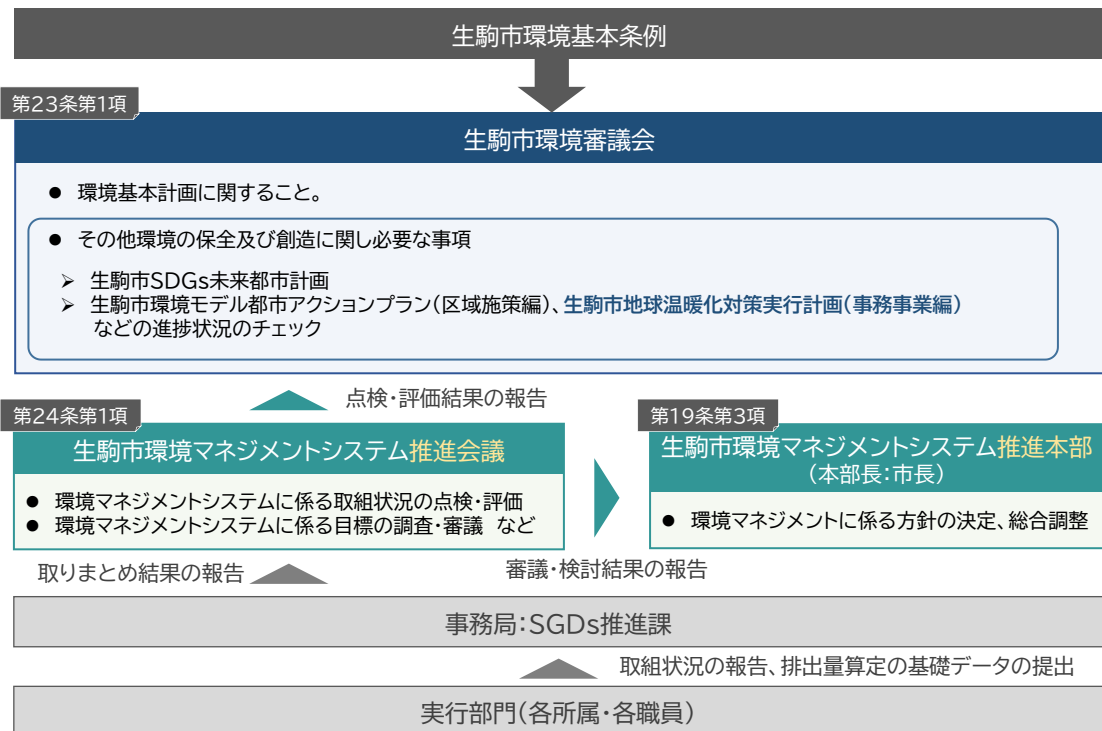 生駒市環境基本条例
第23条第1項
生駒市環境審議会
● 環境基本計画に関すること。
● その他環境の保全及び創造に関し必要な事項
➢ 生駒市SDGs未来都市計画
➢ 生駒市環境モデル都市アクションプラン(区域施策編)、生駒市地球温暖化対策実行計画(事務事業編)
などの進捗状況のチェック
点検・評価結果の報告
第24条第1項
生駒市環境マネジメントシステム推進会議
● 環境マネジメントシステムに係る取組状況の点検・評価
● 環境マネジメントシステムに係る目標の調査・審議 など
第19条第3項
生駒市環境マネジメントシステム推進本部
(本部長:市長)
● 環境マネジメントに係る方針の決定、総合調整
取りまとめ結果の報告
審議・検討結果の報告
事務局:SGDs推進課
取組状況の報告、排出量算定の基礎データの提出
実行部門(各所属・各職員)